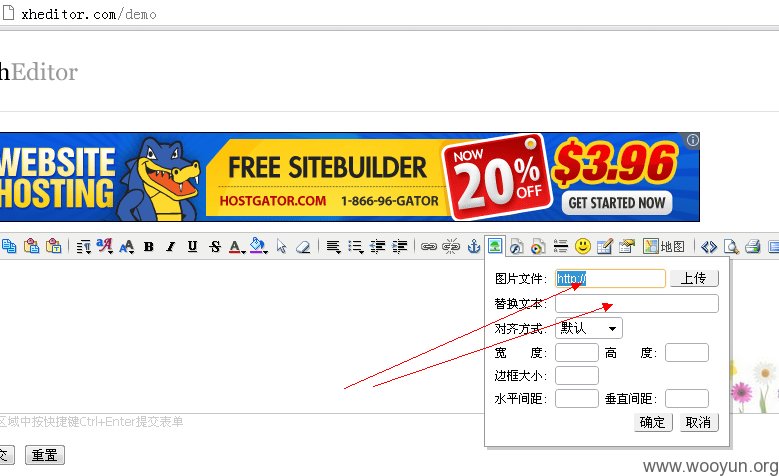 xheditor.com/demo
hEditor
WEBSITE
HOSTING
FREE SITEBUILDER
HOSTGATOR.COM 1-866-96-GATOR
NOW
20%
OFF
$3.96
GET STARTED NOW
B I U S A 地图
图片文件: http:// 上传
替换文本:
对齐方式: 默认
宽 度: 高 度:
边框大小:
水平间距: 垂直间距:
确定 取消
区域中按快捷键Ctrl+Enter提交表单
交 重置
www.wooyun.org